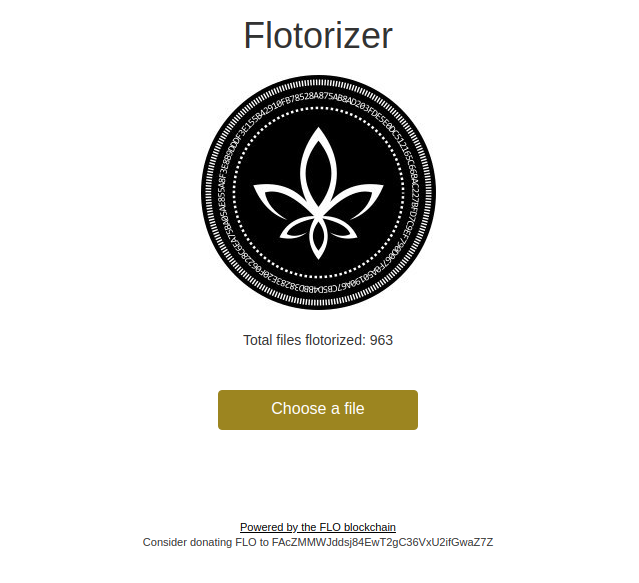 Flotorizer
Total files flotorized: 963
Choose a file
Powered by the FLO blockchain
Consider donating FLO to FAcZMMWJddsj84EwT2gC36VxU2ifGwaZ7Z